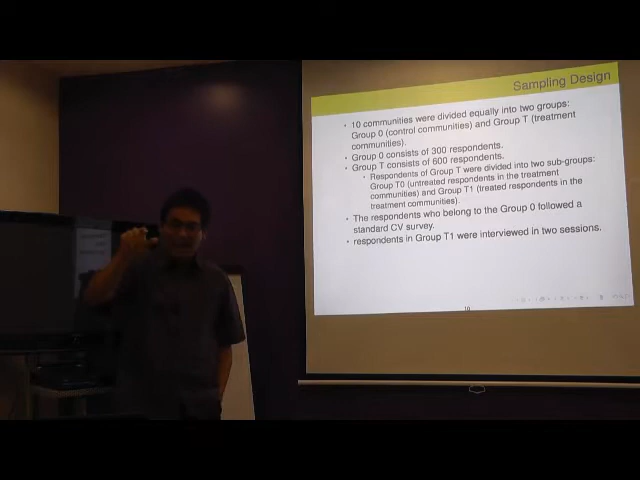 Sampling Design
• 10 communities were divided equally into two groups:
Group 0 (control communities) and Group T (treatment
communities).
• Group 0 consists of 300 respondents.
• Group T consists of 600 respondents.
• Respondents of Group T were divided into two sub-groups:
Group T0 (untreated respondents in the treatment
communities) and Group T1 (treated respondents in the
treatment communities).
• The respondents who belong to the Group 0 followed a
standard CV survey.
• respondents in Group T1 were interviewed in two sessions.
10